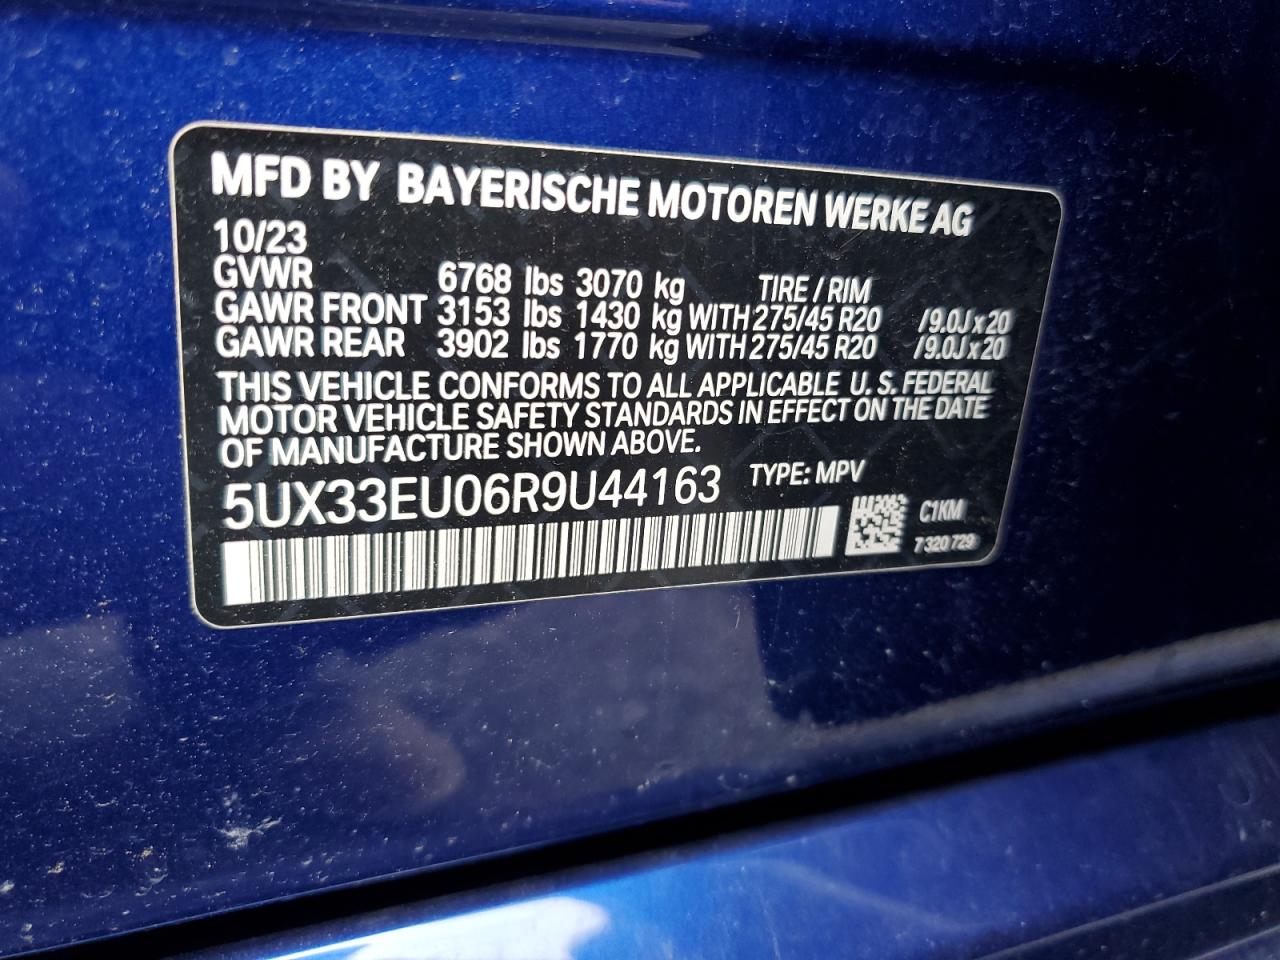 MFD BY BAYERISCHE MOTOREN WERKE AG
10/23
GVWR 6768 lbs 3070 kg TIRE / RIM
GAWR FRONT 3153 lbs 1430 kg WITH 275/45 R20 /9.0J x 20
GAWR REAR 3902 lbs 1770 kg WITH 275/45 R20 /9.0J x 20
THIS VEHICLE CONFORMS TO ALL APPLICABLE U. S. FEDERAL
MOTOR VEHICLE SAFETY STANDARDS IN EFFECT ON THE DATE
OF MANUFACTURE SHOWN ABOVE.
5UX33EU06R9U44163 TYPE: MPV
C1KM
7 320 729